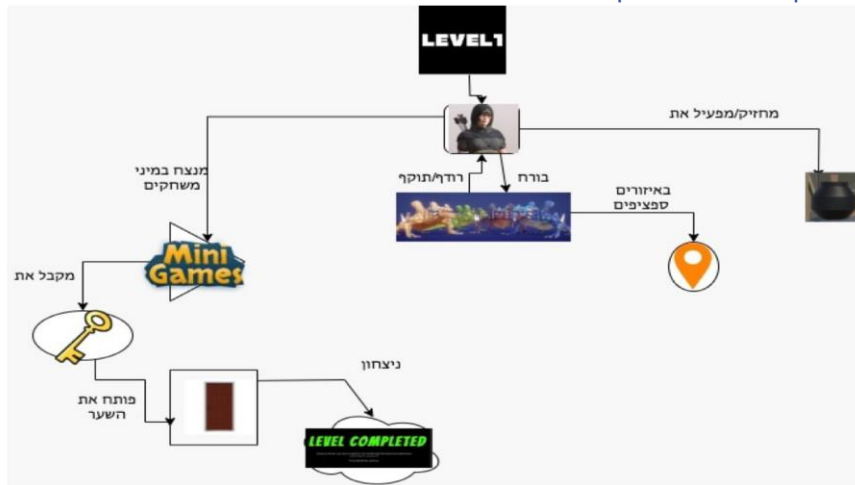 LEVEL1
מחזיק/מפעיל את
מנצח במיני
משחקים
רודף/תוקף
בורח
באיזורים
ספציפים
Mini
Games
מקבל את
פותח את
השער
ניצחון
LEVEL COMPLETED